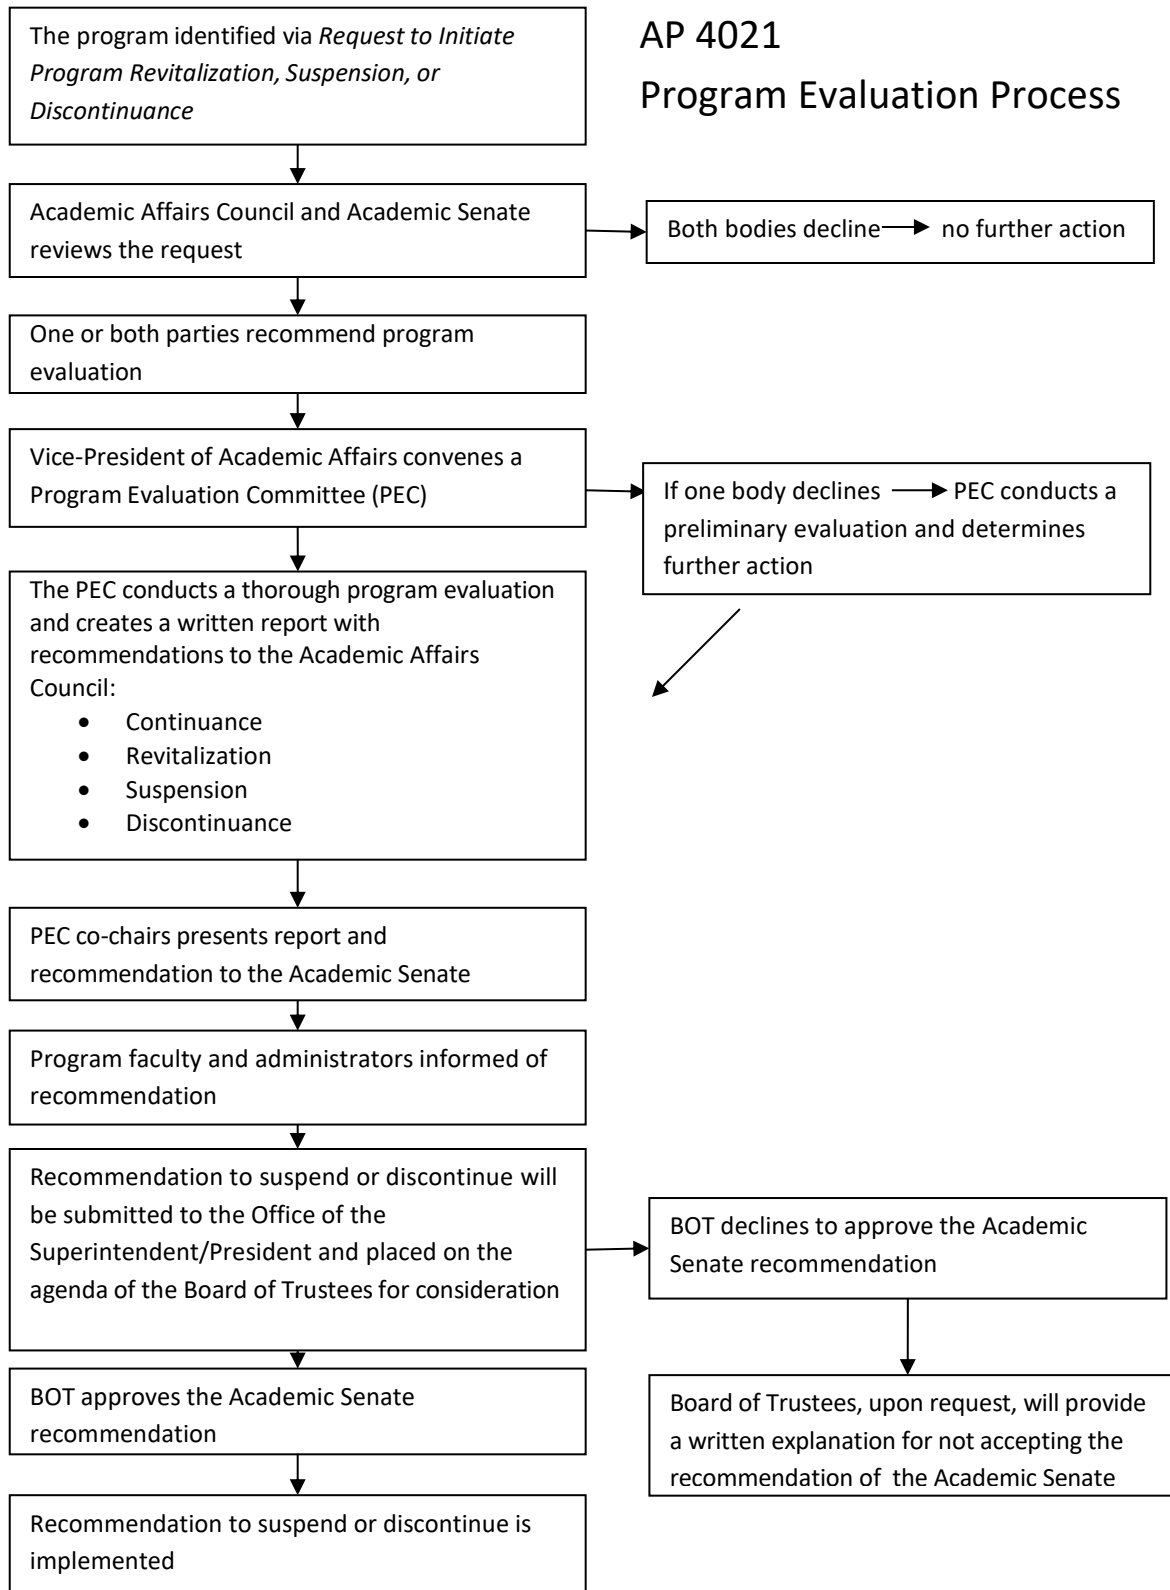 AP 4021
Program Evaluation Process
The program identified via Request to Initiate
Program Revitalization, Suspension, or
Discontinuance
Academic Affairs Council and Academic Senate
reviews the request
Both bodies decline no further action
One or both parties recommend program
evaluation
Vice-President of Academic Affairs convenes a
Program Evaluation Committee (PEC)
If one body declines PEC conducts a
preliminary evaluation and determines
further action
The PEC conducts a thorough program evaluation
and creates a written report with
recommendations to the Academic Affairs
Council:
• Continuance
• Revitalization
• Suspension
• Discontinuance
PEC co-chairs presents report and
recommendation to the Academic Senate
Program faculty and administrators informed of
recommendation
Recommendation to suspend or discontinue will
be submitted to the Office of the
Superintendent/President and placed on the
agenda of the Board of Trustees for consideration
BOT declines to approve the Academic
Senate recommendation
BOT approves the Academic Senate
recommendation
Board of Trustees, upon request, will provide
a written explanation for not accepting the
recommendation of the Academic Senate
Recommendation to suspend or discontinue is
implemented